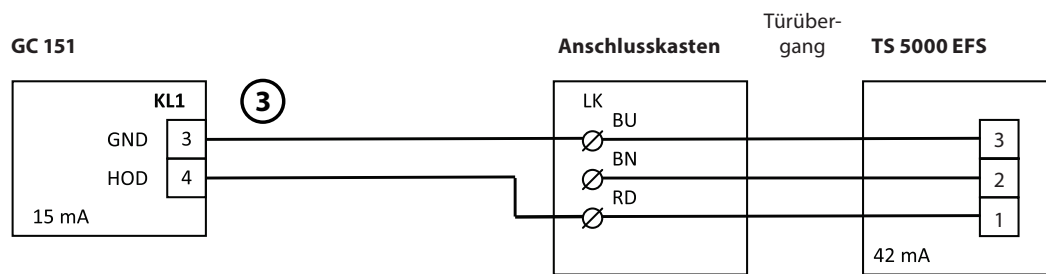 Türüber-
gang
GC 151
Anschlusskasten
TS 5000 EFS
KL1
3
LK
BU
GND 3
3
BN
HOD 4
2
RD
1
15 mA
42 mA